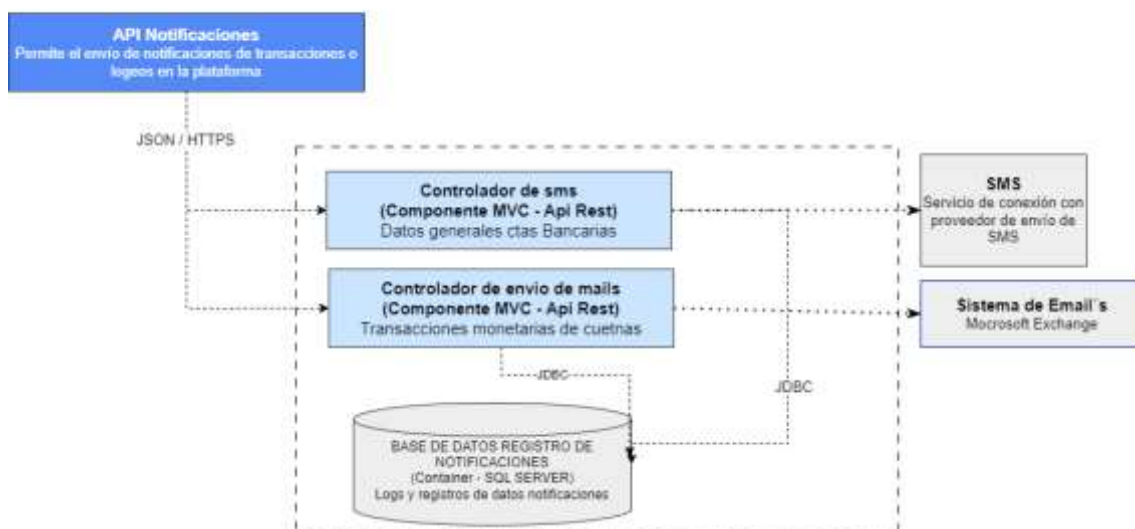 API Notificaciones
Permite el envío de notificaciones de transacciones o
logeos en la plataforma
JSON / HTTPS
Controlador de sms
(Componente MVC - Api Rest)
Datos generales ctas Bancarias
SMS
Servicio de conexión con
proveedor de envío de
SMS
Controlador de envio de mails
(Componente MVC - Api Rest)
Transacciones monetarias de cuetnas
Sistema de Email´s
Mocrosoft Exchange
JDBC
JDBC
BASE DE DATOS REGISTRO DE
NOTIFICACIONES
(Container - SQL SERVER)
Logs y registros de datos notificaciones